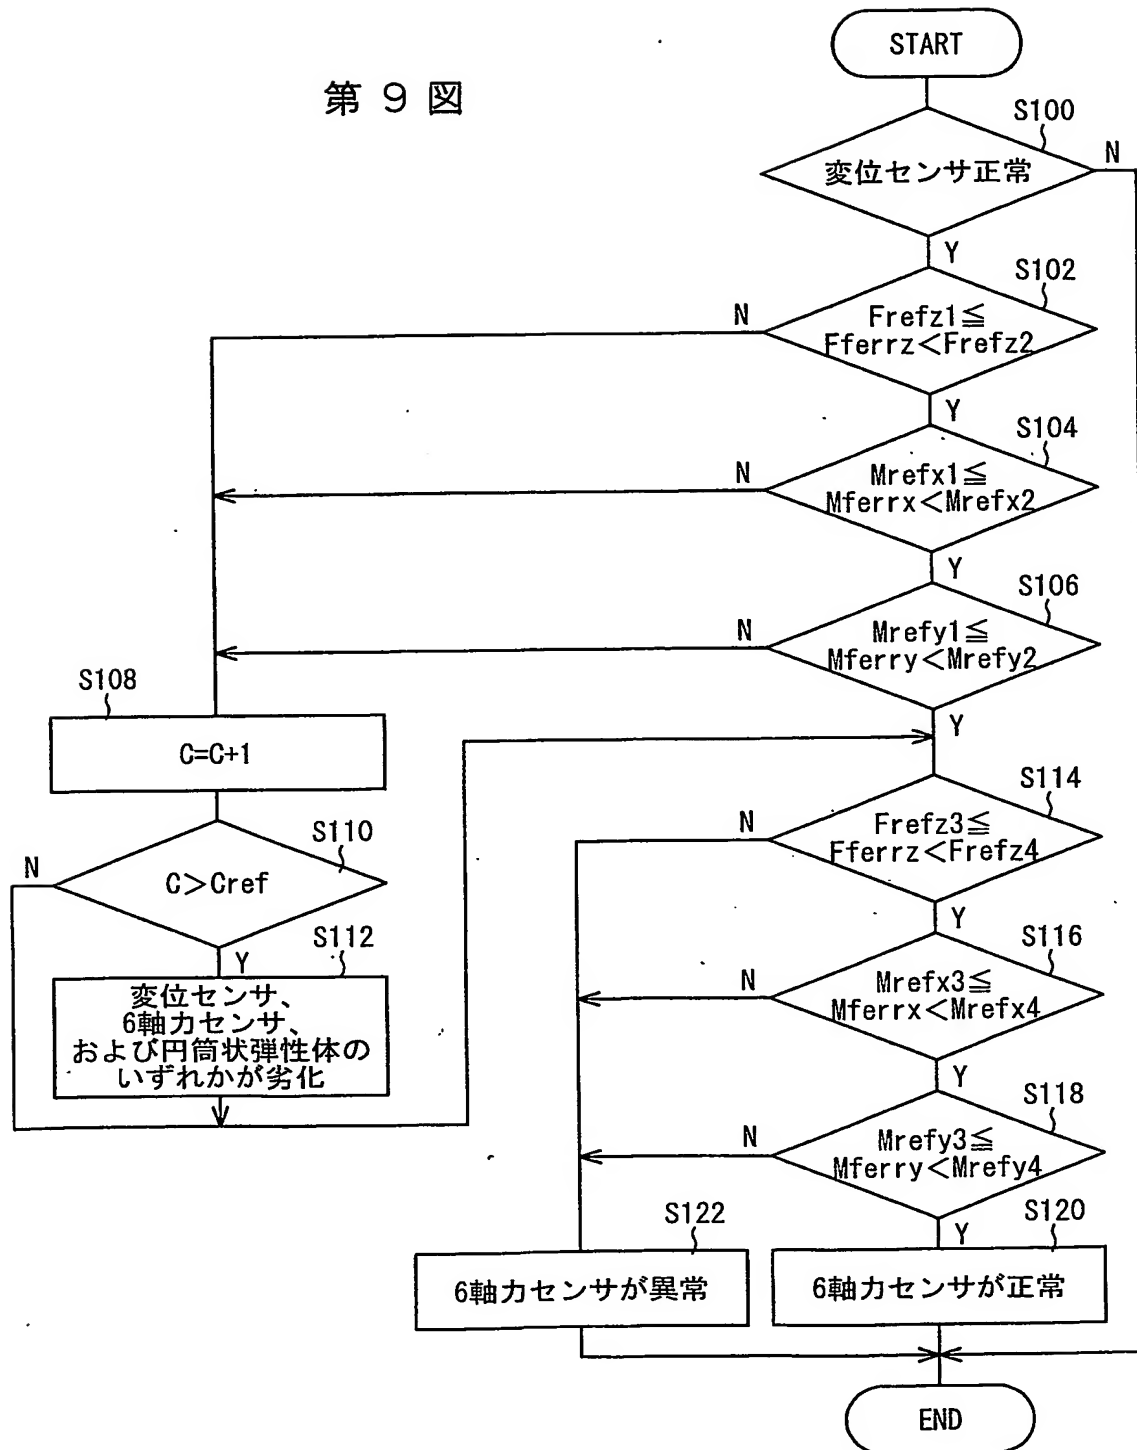 第9図
START
S100
変位センサ正常
N
Y
S102
Frefz1≦
Fferrz<Frefz2
N
Y
S104
Mrefx1≦
Mferrx<Mrefx2
N
Y
S106
Mrefy1≦
Mferry<Mrefy2
N
Y
S108
C=C+1
S110
C>Cref
N
Y
S112
変位センサ、
6軸力センサ、
および円筒状弾性体の
いずれかが劣化
S114
Frefz3≦
Fferrz<Frefz4
N
Y
S116
Mrefx3≦
Mferrx<Mrefx4
N
Y
S118
Mrefy3≦
Mferry<Mrefy4
N
Y
S122
6軸力センサが異常
S120
6軸力センサが正常
END